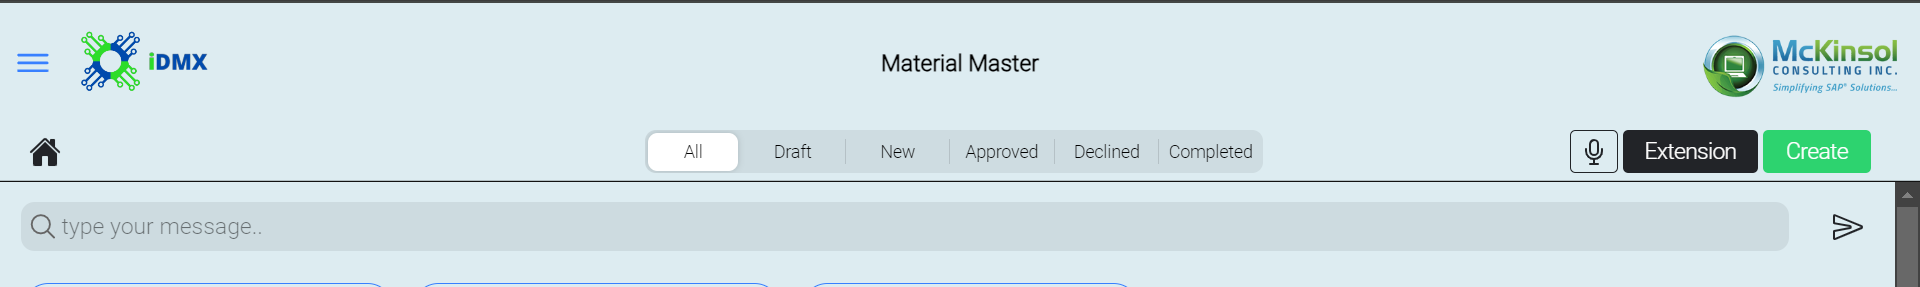 iDMX
Material Master
McKinsol
CONSULTING INC.
Simplifying SAP® Solutions...
All Draft New Approved Declined Completed
Extension
Create
type your message..